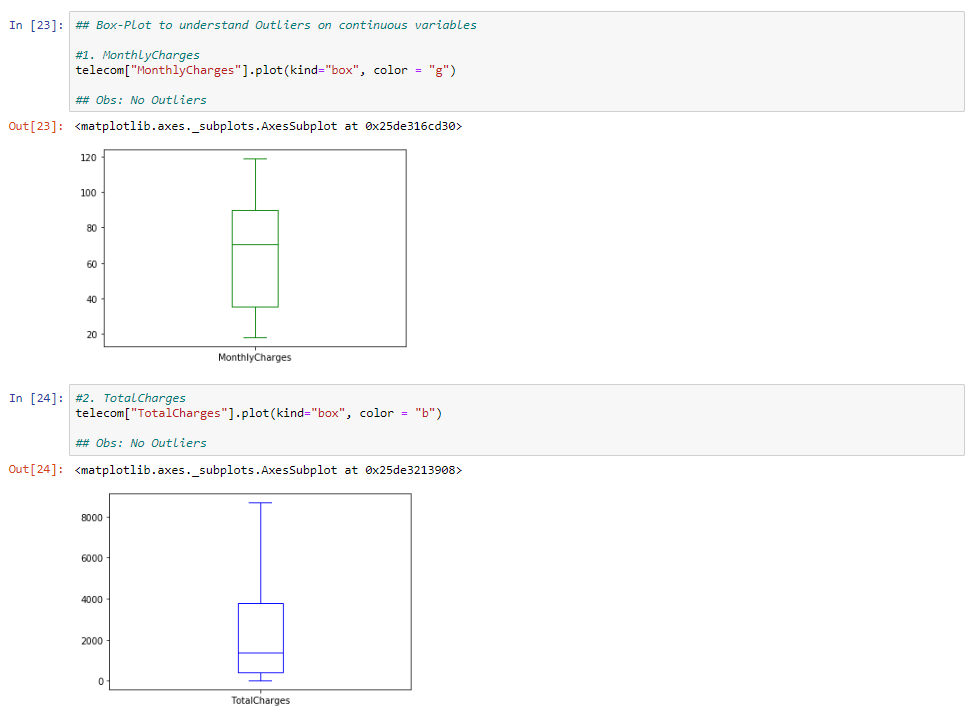 In [23]: ## Box-Plot to understand Outliers on continuous variables
#1. MonthlyCharges
telecom["MonthlyCharges"].plot(kind="box", color = "g")
## Obs: No Outliers
Out[23]: <matplotlib.axes._subplots.AxesSubplot at 0x25de316cd30>
120
100
80
60
40
20
MonthlyCharges
In [24]: #2. TotalCharges
telecom["TotalCharges"].plot(kind="box", color = "b")
## Obs: No Outliers
Out[24]: <matplotlib.axes._subplots.AxesSubplot at 0x25de3213908>
8000
6000
4000
2000
0
TotalCharges